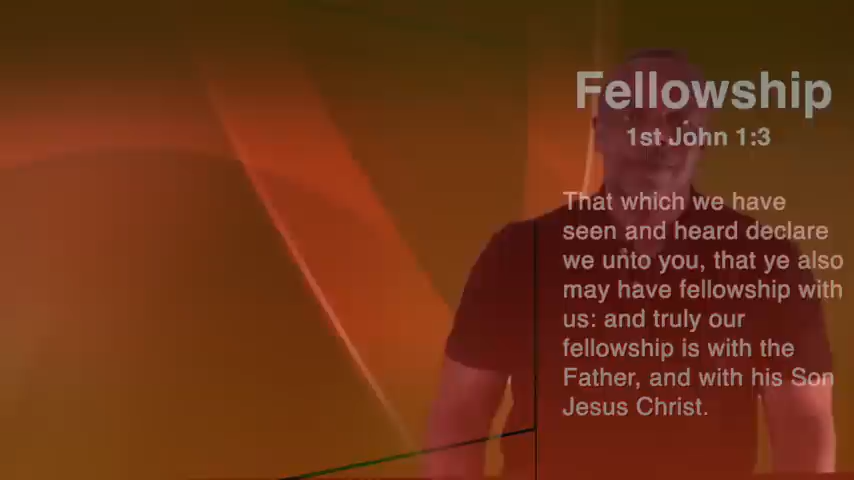 Fellowship
1st John 1:3
That which we have
seen and heard declare
we unto you, that ye also
may have fellowship with
us: and truly our
fellowship is with the
Father, and with his Son
Jesus Christ.